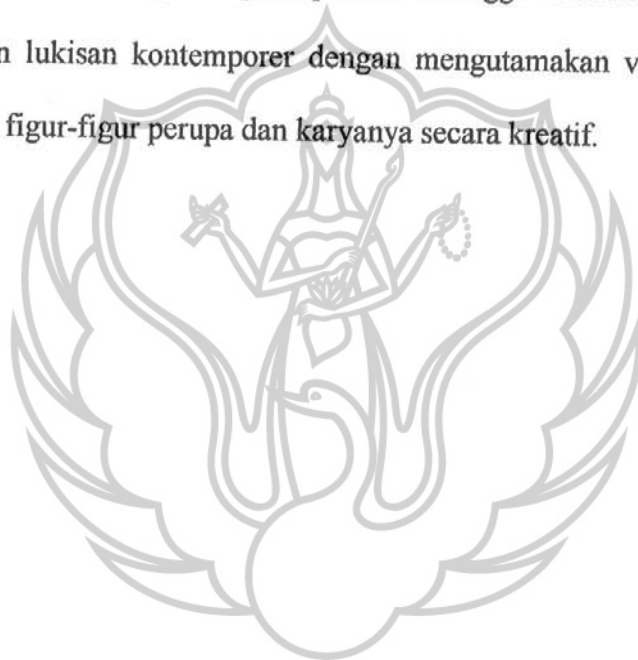 n lukisan kontemporer dengan mengutamakan v
figur-figur perupa dan karyanya secara kreatif.